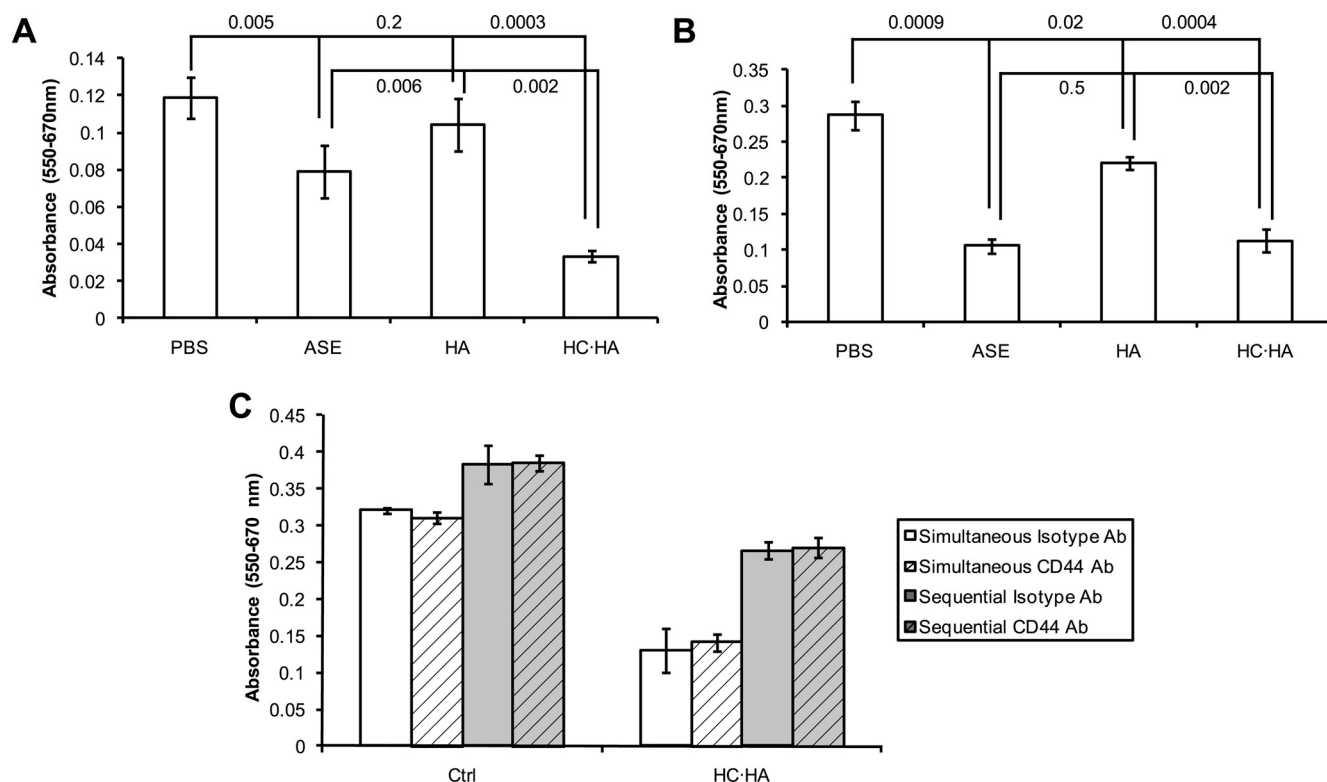 A
0.005 0.2 0.0003
0.006 0.002
Absorbance (550-670nm)
0.14
0.12
0.1
0.08
0.06
0.04
0.02
0
PBS ASE HA HC·HA
B
0.0009 0.02 0.0004
0.5 0.002
Absorbance (550-670nm)
0.35
0.3
0.25
0.2
0.15
0.1
0.05
0
PBS ASE HA HC·HA
C
Absorbance (550-670 nm)
0.45
0.4
0.35
0.3
0.25
0.2
0.15
0.1
0.05
0
Ctrl HC·HA
Simultaneous Isotype Ab
Simultaneous CD44 Ab
Sequential Isotype Ab
Sequential CD44 Ab